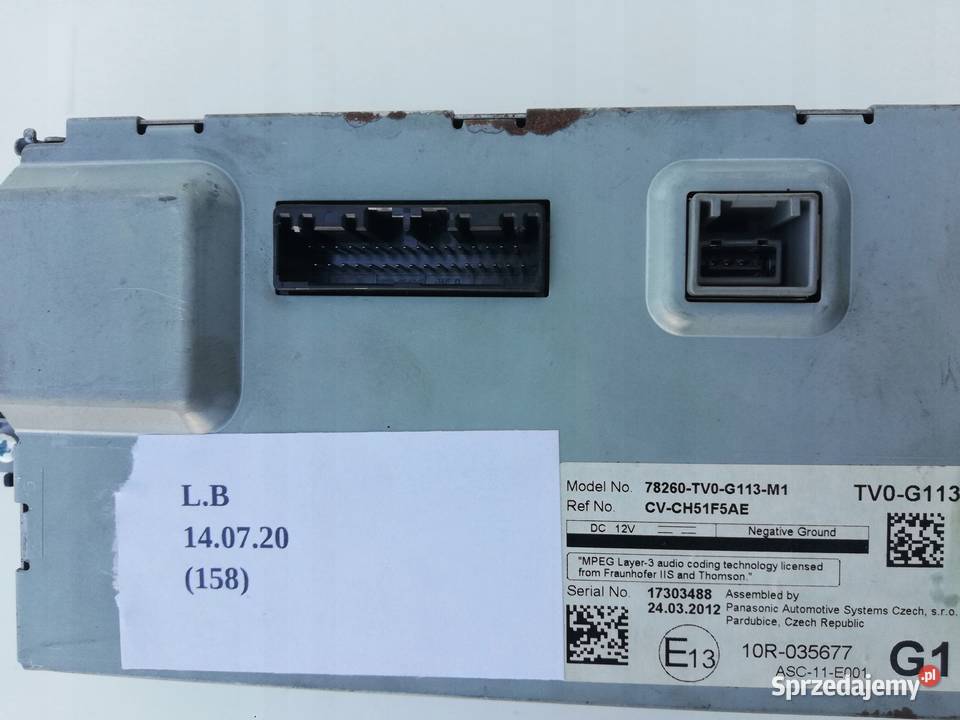 L.B
14.07.20
(158)
Model No. 78260-TV0-G113-M1
TV0-G113
Ref No. CV-CH51F5AE
DC 12V
Negative Ground
"MPEG Layer-3 audio coding technology licensed
from Fraunhofer IIS and Thomson."
Serial No. 17303488
24.03.2012
Assembled by
Panasonic Automotive Systems Czech, s.r.o.
Pardubice, Czech Republic
E13
10R-035677
ASC-11-E001
G1
Sprzedajemy.pl